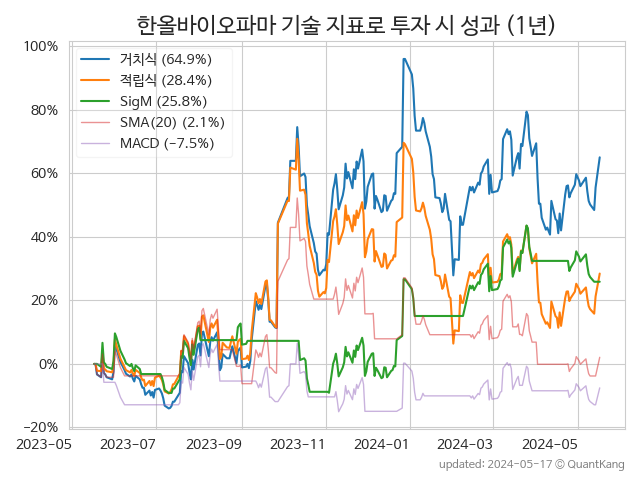 한올바이오파마 기술 지표로 투자 시 성과 (1년)
100%
80%
60%
40%
20%
0%
−20%
거치식 (64.9%)
적립식 (28.4%)
SigM (25.8%)
SMA(20) (2.1%)
MACD (−7.5%)
2023-05 2023-07 2023-09 2023-11 2024-01 2024-03 2024-05
updated: 2024-05-17 © QuantKang